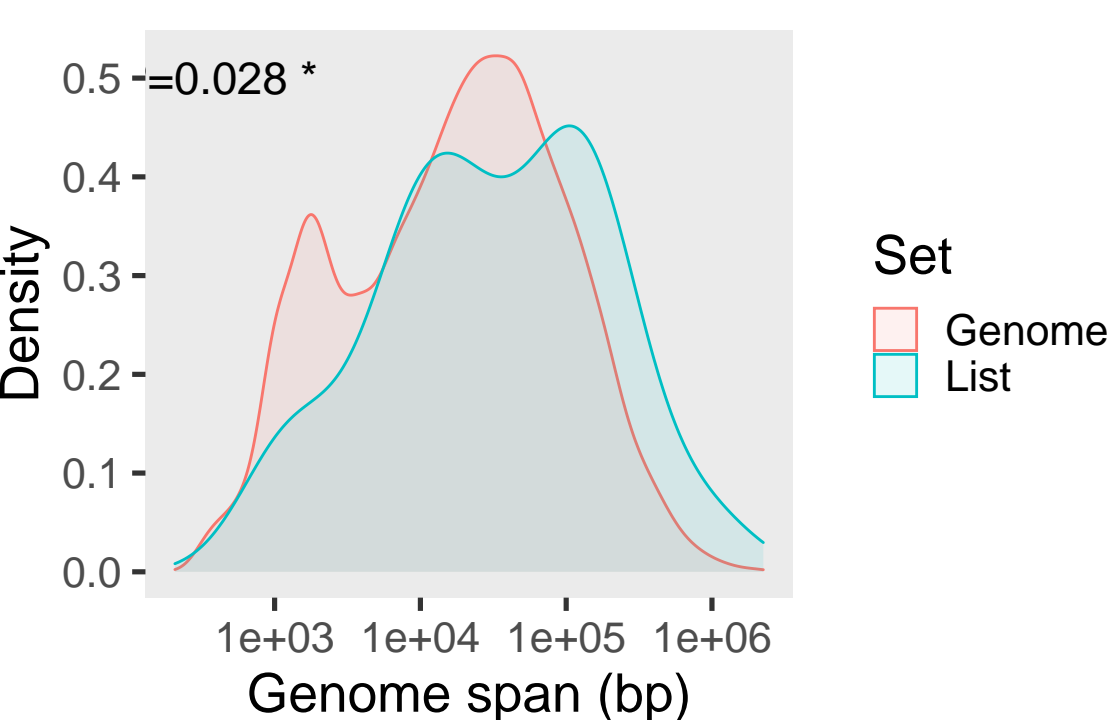 =0.028 *
0.5
0.4
0.3
0.2
0.1
0.0
Density
1e+03 1e+04 1e+05 1e+06
Genome span (bp)
Set
Genome
List